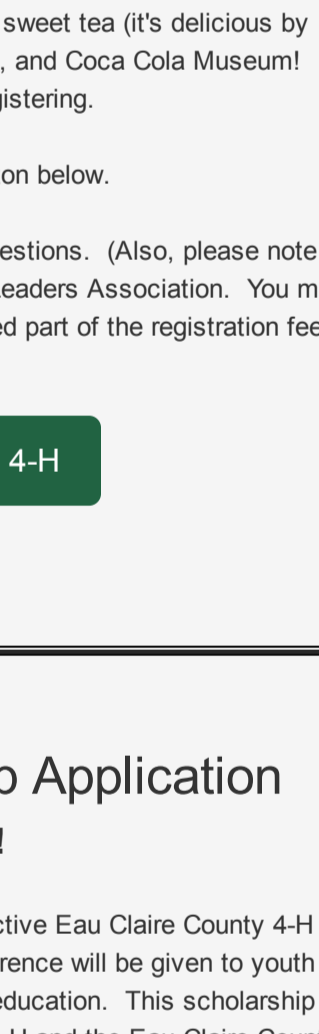 sweet tea (it's delicious by
, and Coca Cola Museum!
gistering.
on below.
estions.  (Also, please note
eaders Association.  You m
ed part of the registration fee
4-H
p Application
!
ctive Eau Claire County 4-H
rence will be given to youth
education.  This scholarship